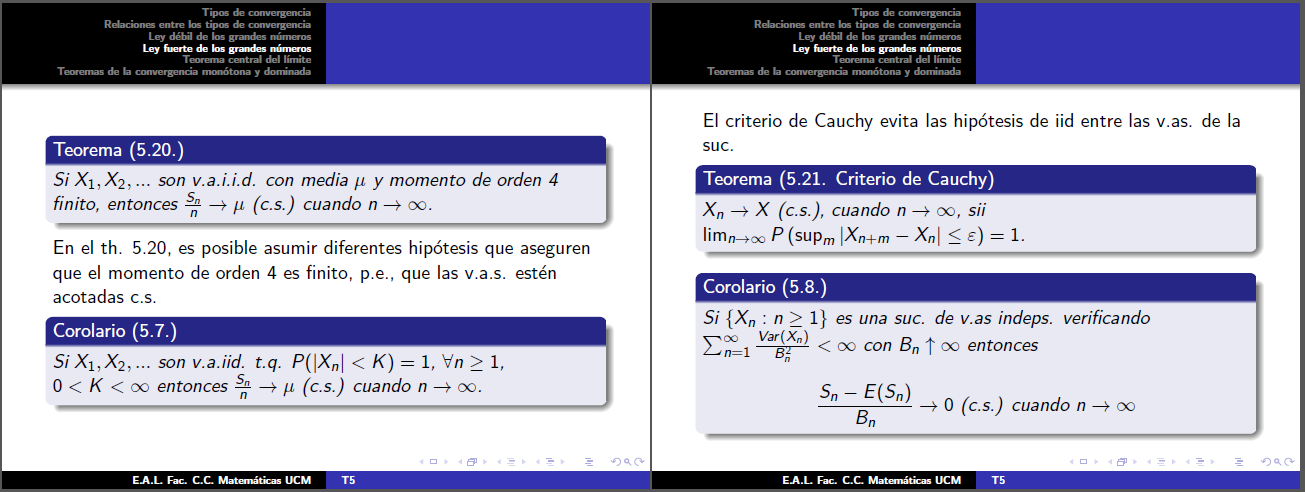 Tipos de convergencia
Relaciones entre los tipos de convergencia
Ley débil de los grandes números
Ley fuerte de los grandes números
Teorema central del límite
Teoremas de la convergencia monótona y dominada
Teorema (5.20.)
Si X₁, X₂, ... son v.a.i.i.d. con media μ y momento de orden 4
finito, entonces Sₙ/n → μ (c.s.) cuando n → ∞.
En el th. 5.20, es posible asumir diferentes hipótesis que aseguren
que el momento de orden 4 es finito, p.e., que las v.a.s. estén
acotadas c.s.
Corolario (5.7.)
Si X₁, X₂, ... son v.a.iid. t.q. P(|Xₙ| < K) = 1, ∀n ≥ 1,
0 < K < ∞ entonces Sₙ/n → μ (c.s.) cuando n → ∞.
E.A.L. Fac. C.C. Matemáticas UCM T5
Tipos de convergencia
Relaciones entre los tipos de convergencia
Ley débil de los grandes números
Ley fuerte de los grandes números
Teorema central del límite
Teoremas de la convergencia monótona y dominada
El criterio de Cauchy evita las hipótesis de iid entre las v.as. de la
suc.
Teorema (5.21. Criterio de Cauchy)
Xₙ → X (c.s.), cuando n → ∞, sii
limₙ→∞ P (supₘ |Xₙ₊ₘ − Xₙ| ≤ ε) = 1.
Corolario (5.8.)
Si {Xₙ : n ≥ 1} es una suc. de v.as indeps. verificando
∑ₙ₌₁^∞ Var(Xₙ)/Bₙ² < ∞ con Bₙ ↑ ∞ entonces
(Sₙ − E(Sₙ))/Bₙ → 0 (c.s.) cuando n → ∞
E.A.L. Fac. C.C. Matemáticas UCM T5